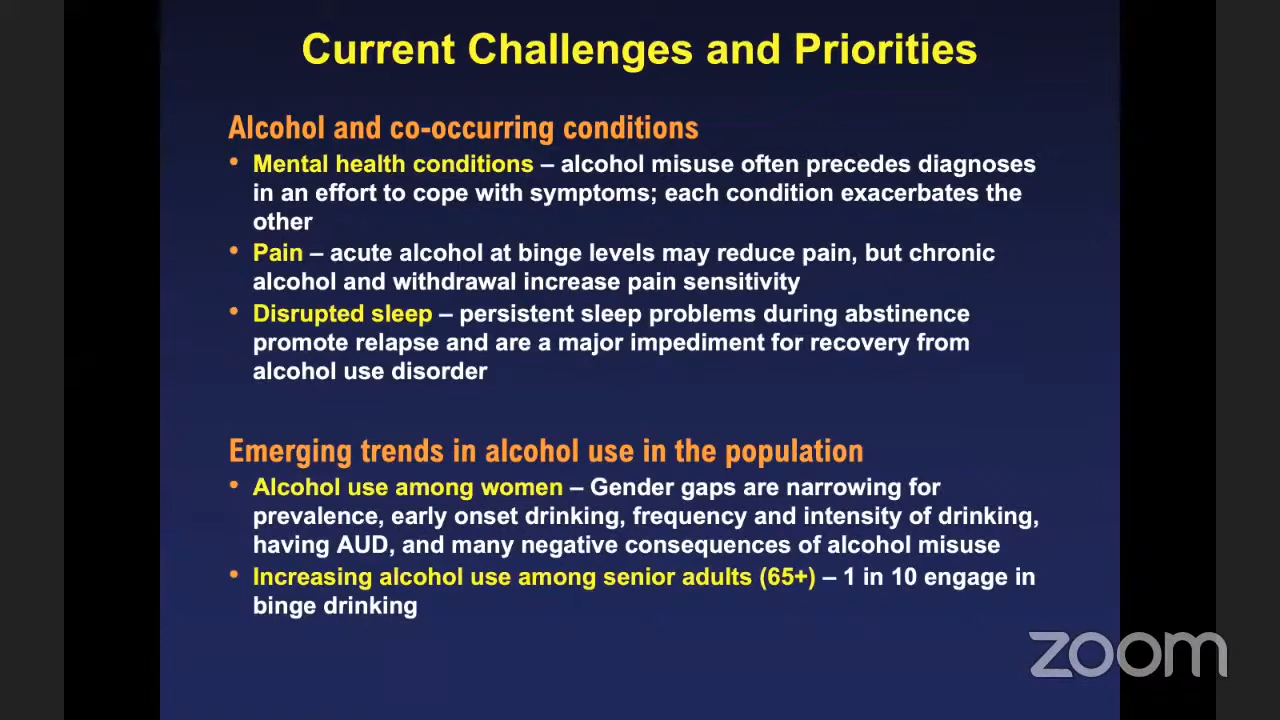 Current Challenges and Priorities
Alcohol and co-occurring conditions
• Mental health conditions – alcohol misuse often precedes diagnoses
in an effort to cope with symptoms; each condition exacerbates the
other
• Pain – acute alcohol at binge levels may reduce pain, but chronic
alcohol and withdrawal increase pain sensitivity
• Disrupted sleep – persistent sleep problems during abstinence
promote relapse and are a major impediment for recovery from
alcohol use disorder
Emerging trends in alcohol use in the population
• Alcohol use among women – Gender gaps are narrowing for
prevalence, early onset drinking, frequency and intensity of drinking,
having AUD, and many negative consequences of alcohol misuse
• Increasing alcohol use among senior adults (65+) – 1 in 10 engage in
binge drinking
zoom